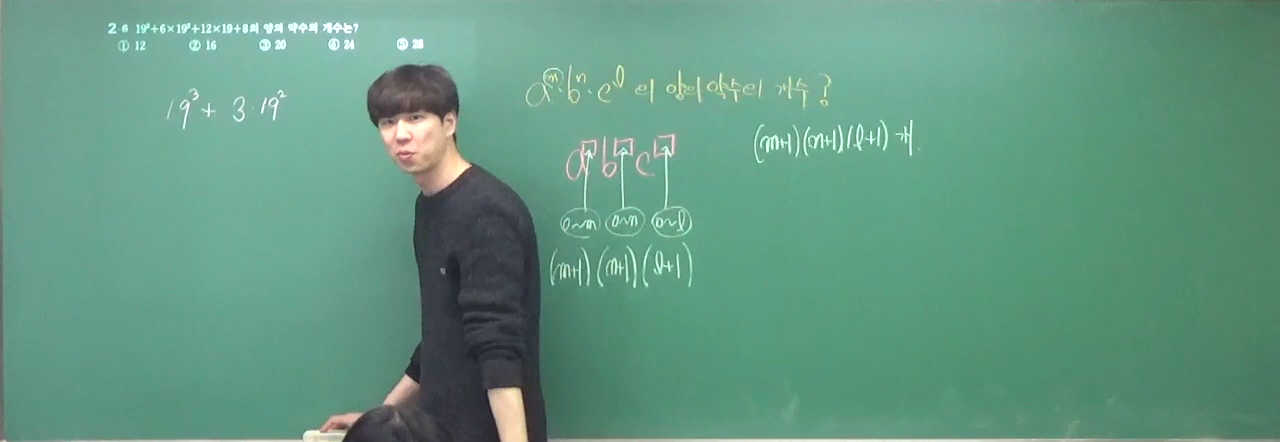 2-6 19³+6×19²+12×19+8의 양의 약수의 개수는?
① 12 ② 16 ③ 20 ④ 24 ⑤ 28
19³ + 3·19²
aᵐ·bⁿ·cˡ 의 양의 약수의 개수?
(m+1)(n+1)(l+1) 개.
a b c
0~m 0~n 0~l
(m+1) (n+1) (l+1)